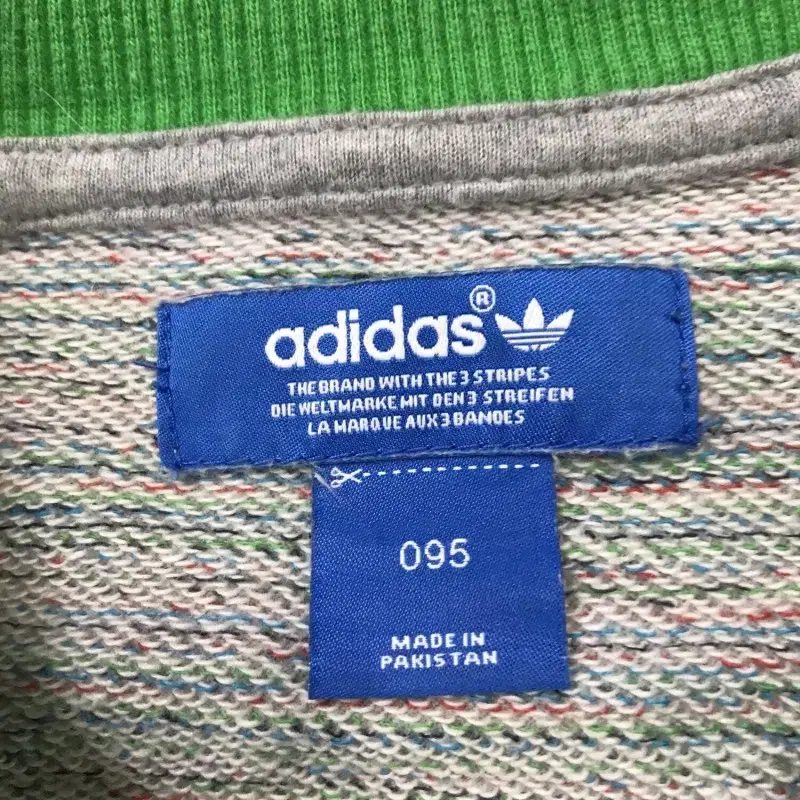 adidas®
THE BRAND WITH THE 3 STRIPES
DIE WELTMARKE MIT DEN 3 STREIFEN
LA MARQUE AUX 3 BANDES
095
MADE IN
PAKISTAN